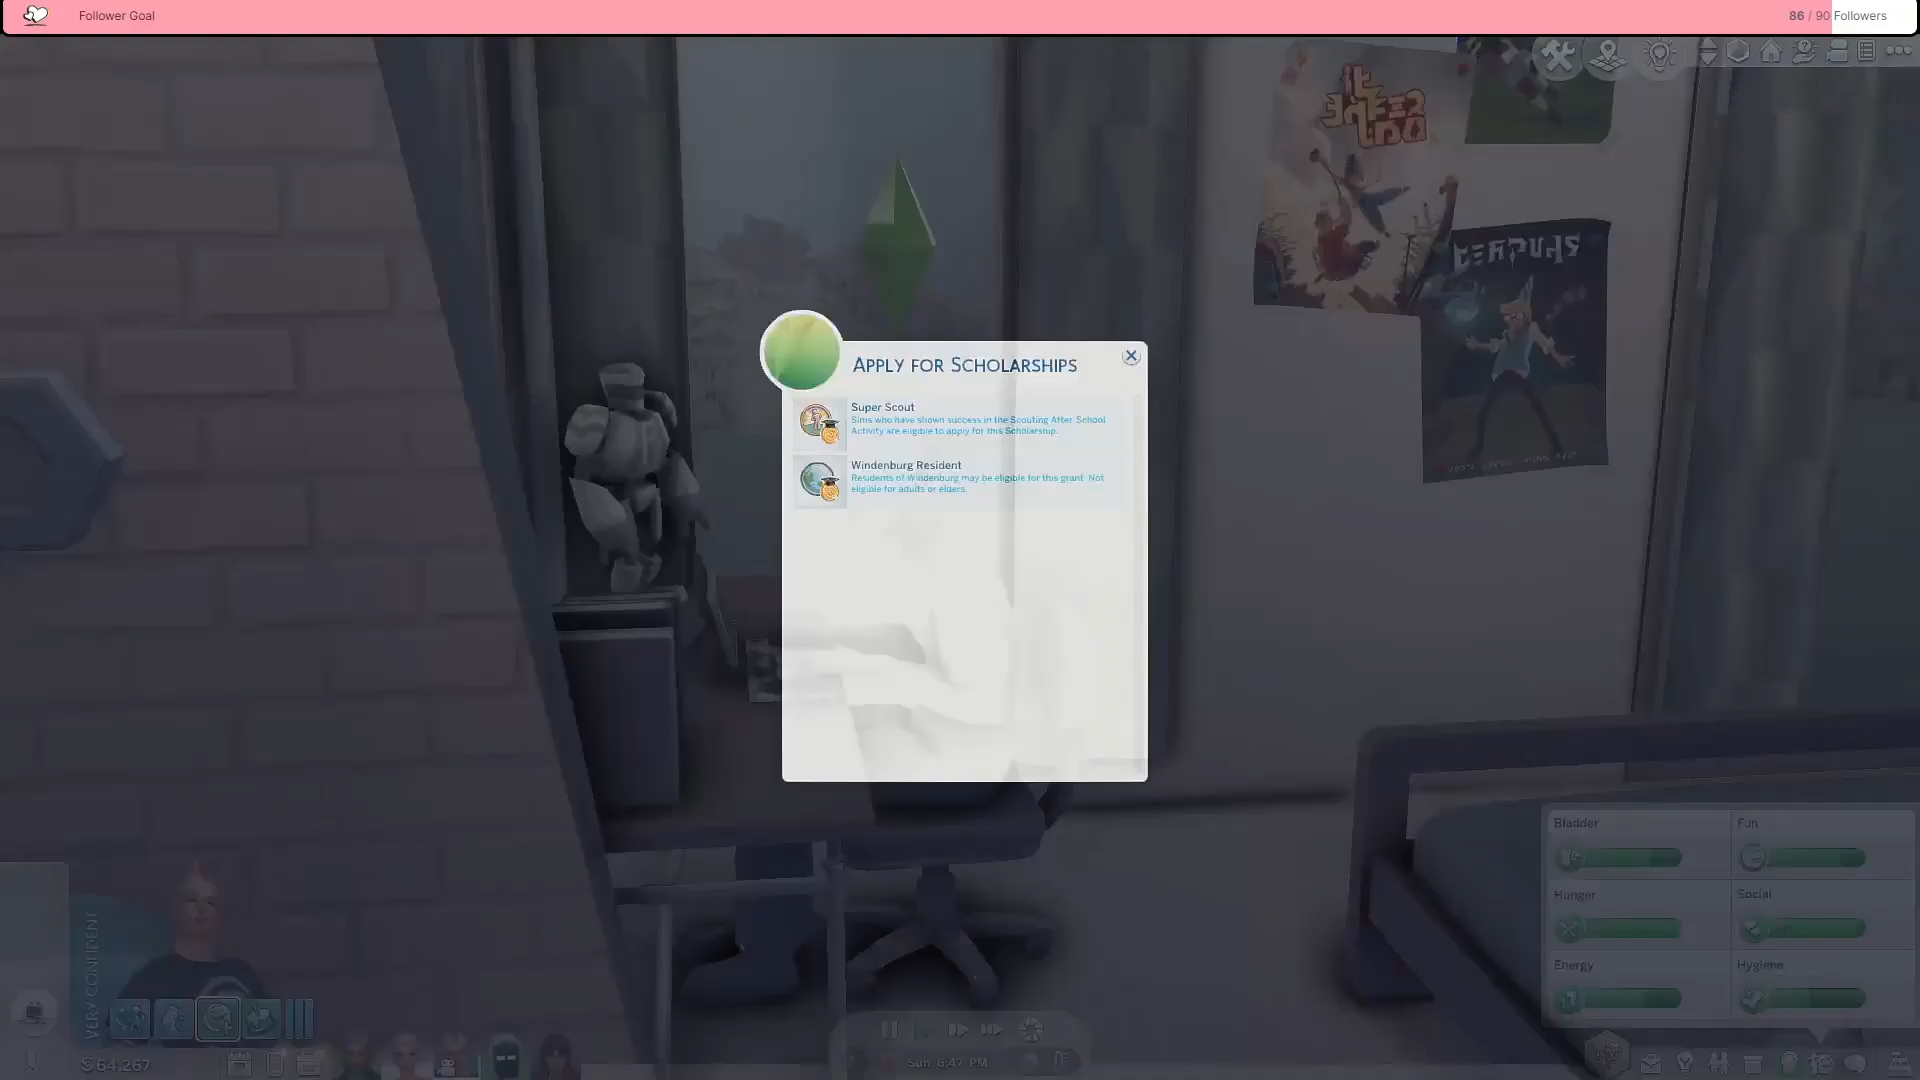 Follower Goal
86 / 90 Followers
APPLY FOR SCHOLARSHIPS
Super Scout
Sims who have shown success in the Scouting After School
Activity are eligible to apply for this Scholarship.
Windenburg Resident
Residents of Windenburg may be eligible for this grant. Not
eligible for adults or elders.
Bladder
Fun
Hunger
Social
Energy
Hygiene
VERY CONFIDENT
§64,267
Sun 6:47 PM